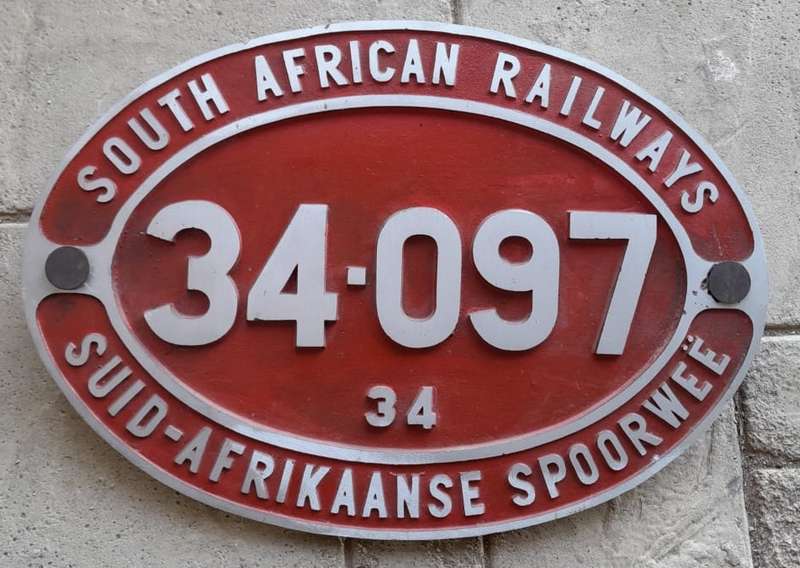 SOUTH AFRICAN RAILWAYS
34·097
34
SUID-AFRIKAANSE SPOORWEË